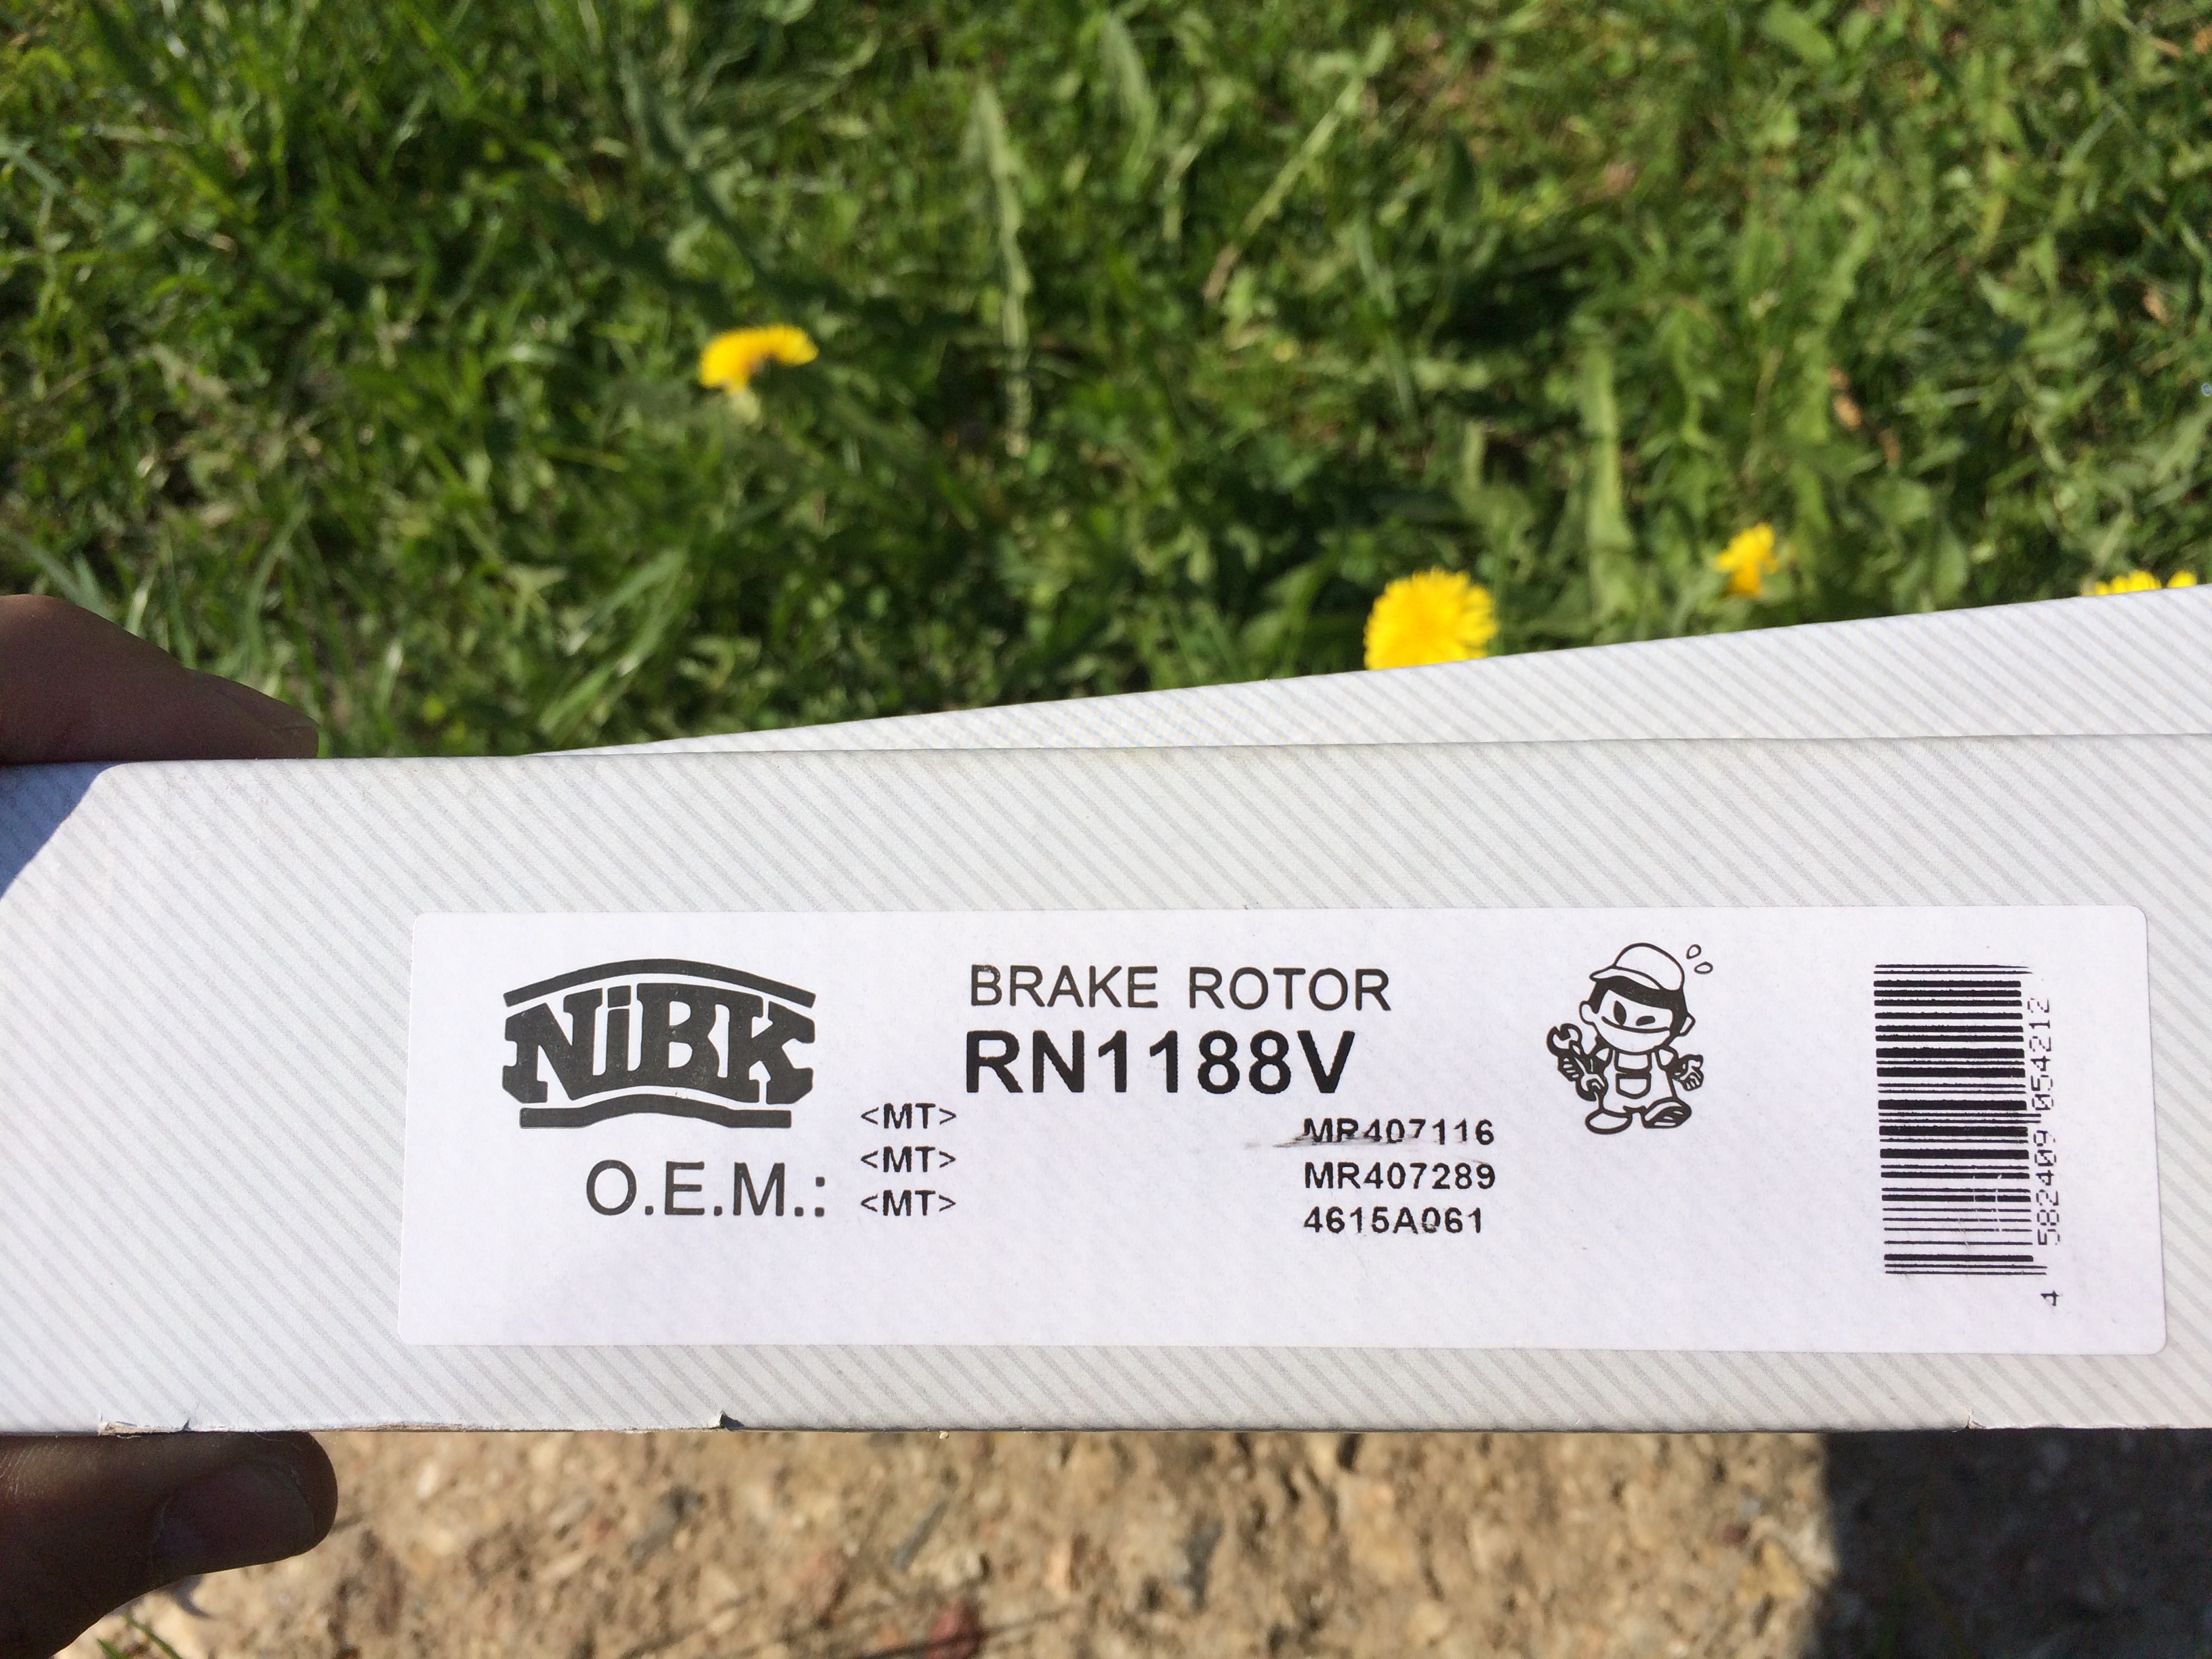 NiBK
BRAKE ROTOR
RN1188V
O.E.M.:
<MT> MR407116
<MT> MR407289
<MT> 4615A061
4 582409 054212